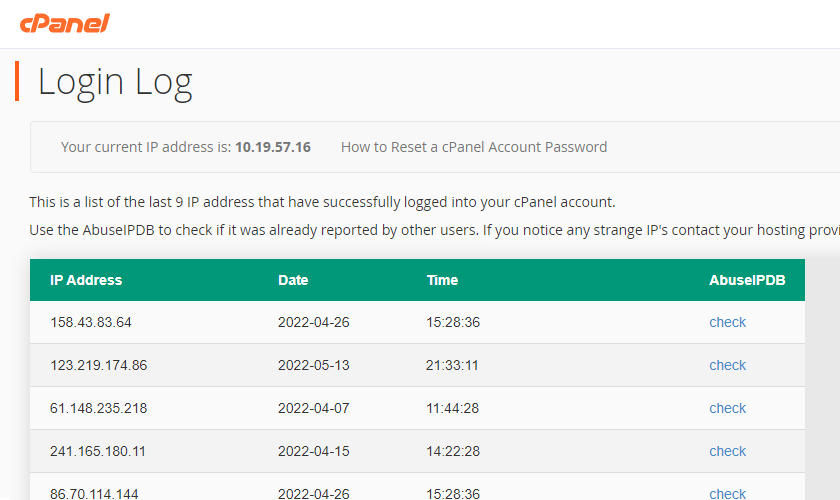 cPanel
Login Log
Your current IP address is: 10.19.57.16 How to Reset a cPanel Account Password
This is a list of the last 9 IP address that have successfully logged into your cPanel account.
Use the AbuseIPDB to check if it was already reported by other users. If you notice any strange IP's contact your hosting provi
IP Address Date Time AbuseIPDB
158.43.83.64 2022-04-26 15:28:36 check
123.219.174.86 2022-05-13 21:33:11 check
61.148.235.218 2022-04-07 11:44:28 check
241.165.180.11 2022-04-15 14:22:28 check
86.70.114.144 2022-04-26 15:28:36 check